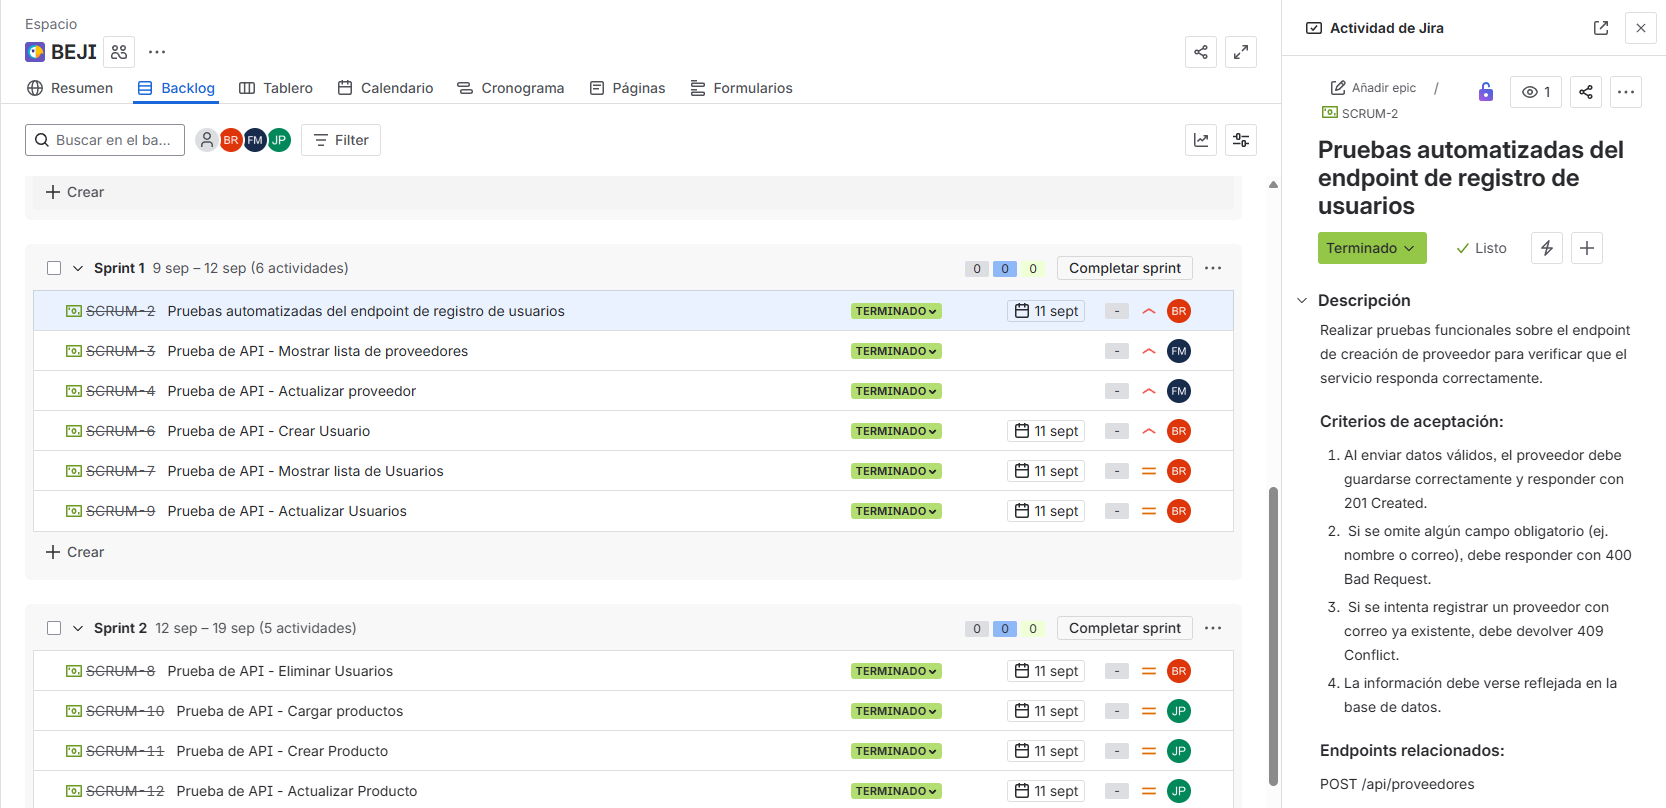 Espacio
BEJI
Resumen
Backlog
Tablero
Calendario
Cronograma
Páginas
Formularios
Buscar en el ba...
BR
FM
JP
Filter
Crear
Sprint 1 9 sep – 12 sep (6 actividades)
0 0 0 Completar sprint
SCRUM-2 Pruebas automatizadas del endpoint de registro de usuarios TERMINADO 11 sept - BR
SCRUM-3 Prueba de API - Mostrar lista de proveedores TERMINADO - FM
SCRUM-4 Prueba de API - Actualizar proveedor TERMINADO - FM
SCRUM-6 Prueba de API - Crear Usuario TERMINADO 11 sept - BR
SCRUM-7 Prueba de API - Mostrar lista de Usuarios TERMINADO 11 sept - BR
SCRUM-9 Prueba de API - Actualizar Usuarios TERMINADO 11 sept - BR
Crear
Sprint 2 12 sep – 19 sep (5 actividades)
0 0 0 Completar sprint
SCRUM-8 Prueba de API - Eliminar Usuarios TERMINADO 11 sept - BR
SCRUM-10 Prueba de API - Cargar productos TERMINADO 11 sept - JP
SCRUM-11 Prueba de API - Crear Producto TERMINADO 11 sept - JP
SCRUM-12 Prueba de API - Actualizar Producto TERMINADO 11 sept - JP
Actividad de Jira
Añadir epic /
SCRUM-2
1
Pruebas automatizadas del
endpoint de registro de
usuarios
Terminado
Listo
Descripción
Realizar pruebas funcionales sobre el endpoint
de creación de proveedor para verificar que el
servicio responda correctamente.
Criterios de aceptación:
1. Al enviar datos válidos, el proveedor debe
guardarse correctamente y responder con
201 Created.
2. Si se omite algún campo obligatorio (ej.
nombre o correo), debe responder con 400
Bad Request.
3. Si se intenta registrar un proveedor con
correo ya existente, debe devolver 409
Conflict.
4. La información debe verse reflejada en la
base de datos.
Endpoints relacionados:
POST /api/proveedores